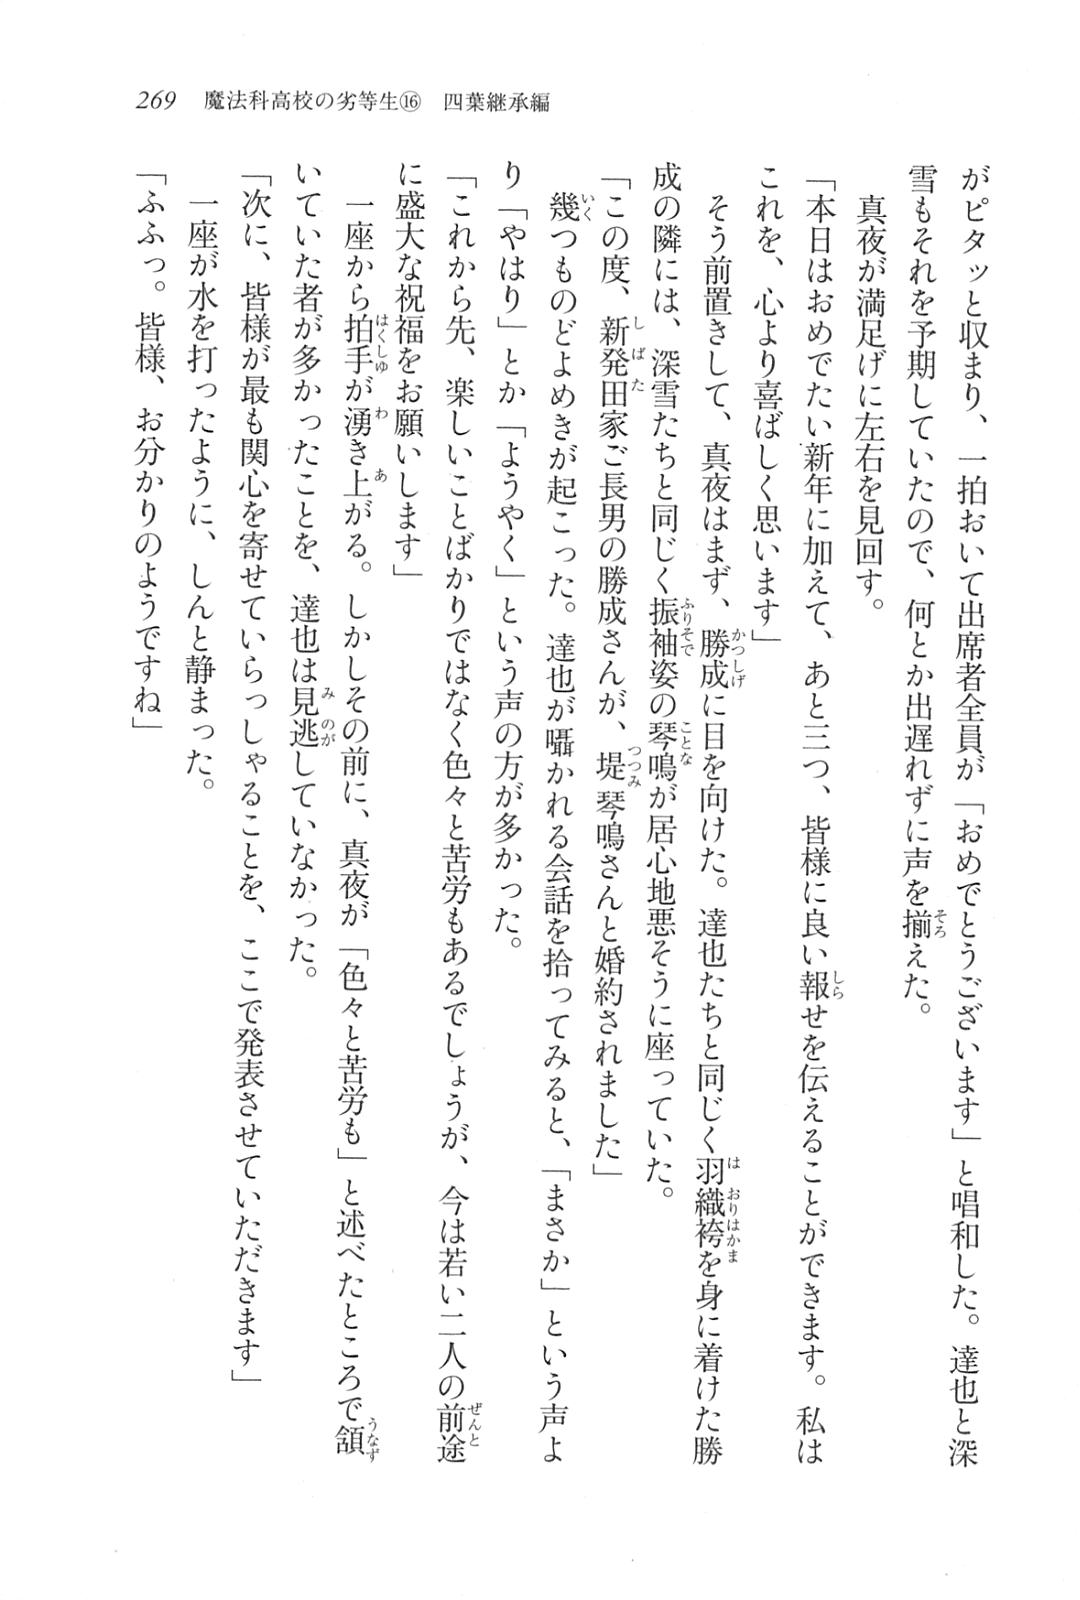 269　魔法科高校の劣等生⑯　四葉継承編
がピタッと収まり、一拍おいて出席者全員が「おめでとうございます」と唱和した。達也と深
雪もそれを予期していたので、何とか出遅れずに声を揃えた。
　真夜が満足げに左右を見回す。
「本日はおめでたい新年に加えて、あと三つ、皆様に良い報せを伝えることができます。私は
これを、心より喜ばしく思います」
　そう前置きして、真夜はまず、勝成に目を向けた。達也たちと同じく羽織袴を身に着けた勝
成の隣には、深雪たちと同じく振袖姿の琴鳴が居心地悪そうに座っていた。
「この度、新発田家ご長男の勝成さんが、堤琴鳴さんと婚約されました」
　幾つものどよめきが起こった。達也が囁かれる会話を拾ってみると、「まさか」という声よ
り「やはり」とか「ようやく」という声の方が多かった。
「これから先、楽しいことばかりではなく色々と苦労もあるでしょうが、今は若い二人の前途
に盛大な祝福をお願いします」
　一座から拍手が湧き上がる。しかしその前に、真夜が「色々と苦労も」と述べたところで頷
いていた者が多かったことを、達也は見逃していなかった。
「次に、皆様が最も関心を寄せていらっしゃることを、ここで発表させていただきます」
　一座が水を打ったように、しんと静まった。
「ふふっ。皆様、お分かりのようですね」